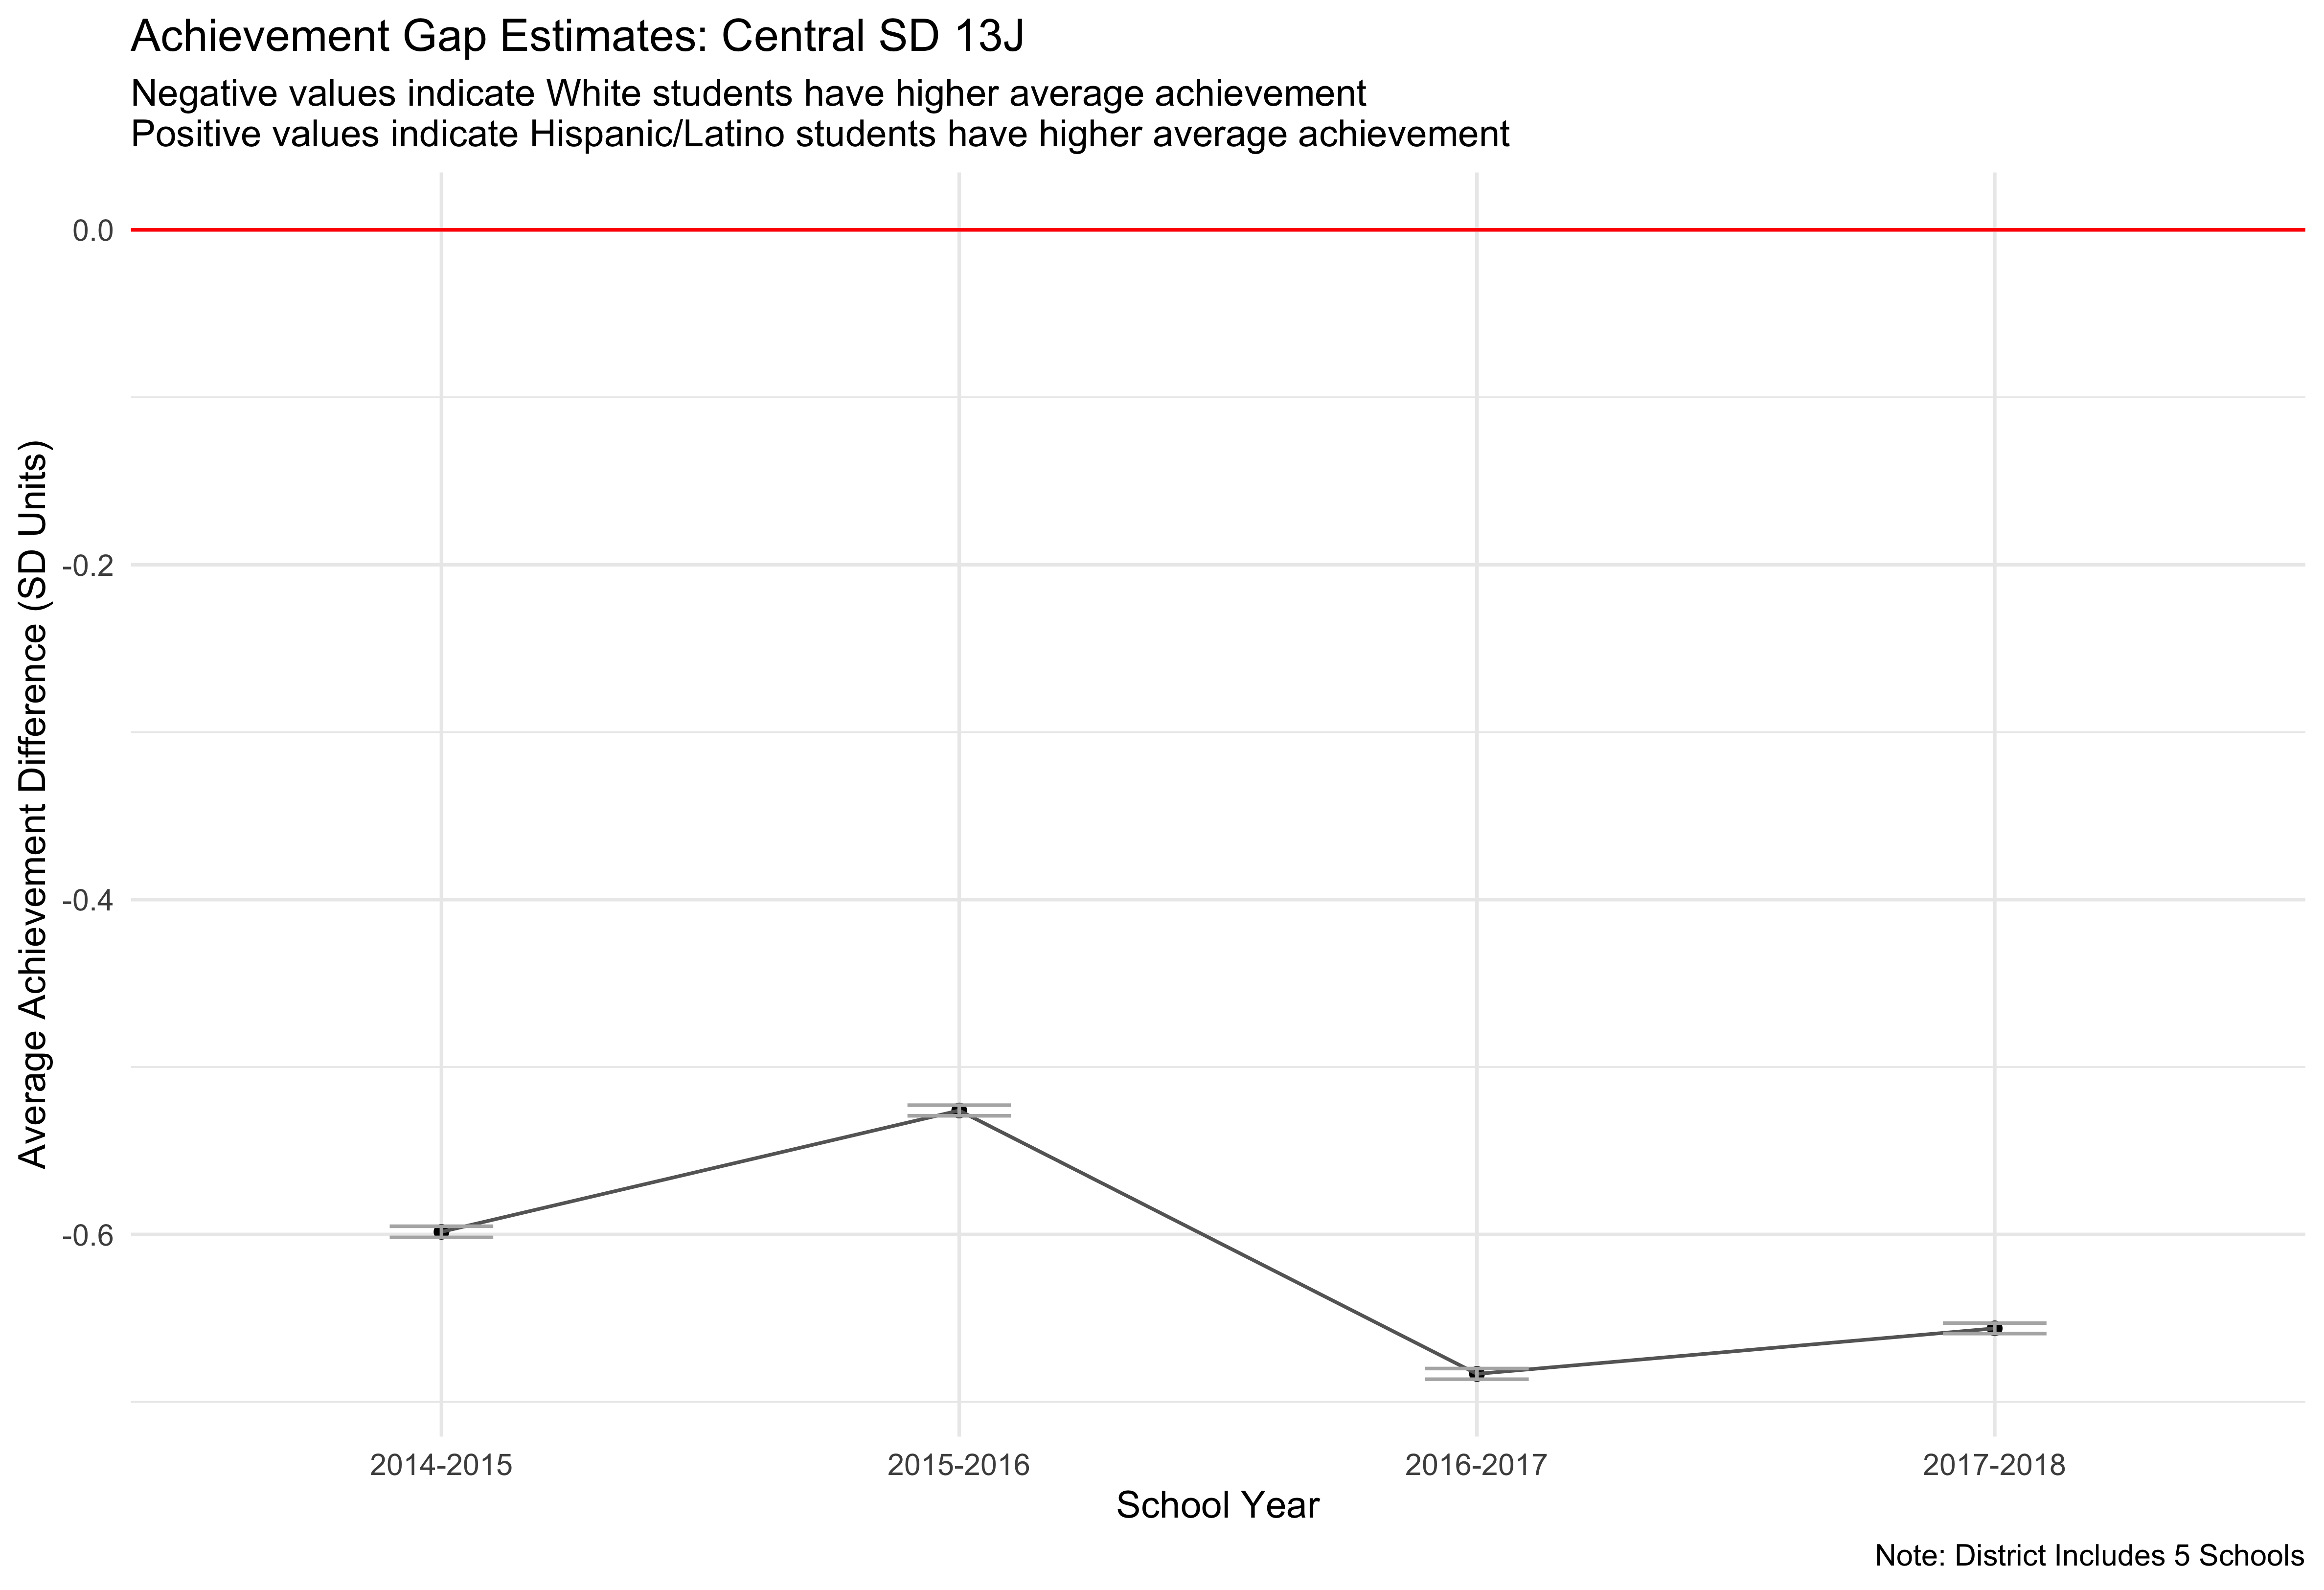 Achievement Gap Estimates: Central SD 13J
Negative values indicate White students have higher average achievement
Positive values indicate Hispanic/Latino students have higher average achievement
Average Achievement Difference (SD Units)
0.0
-0.2
-0.4
-0.6
2014-2015
2015-2016
2016-2017
2017-2018
School Year
Note: District Includes 5 Schools